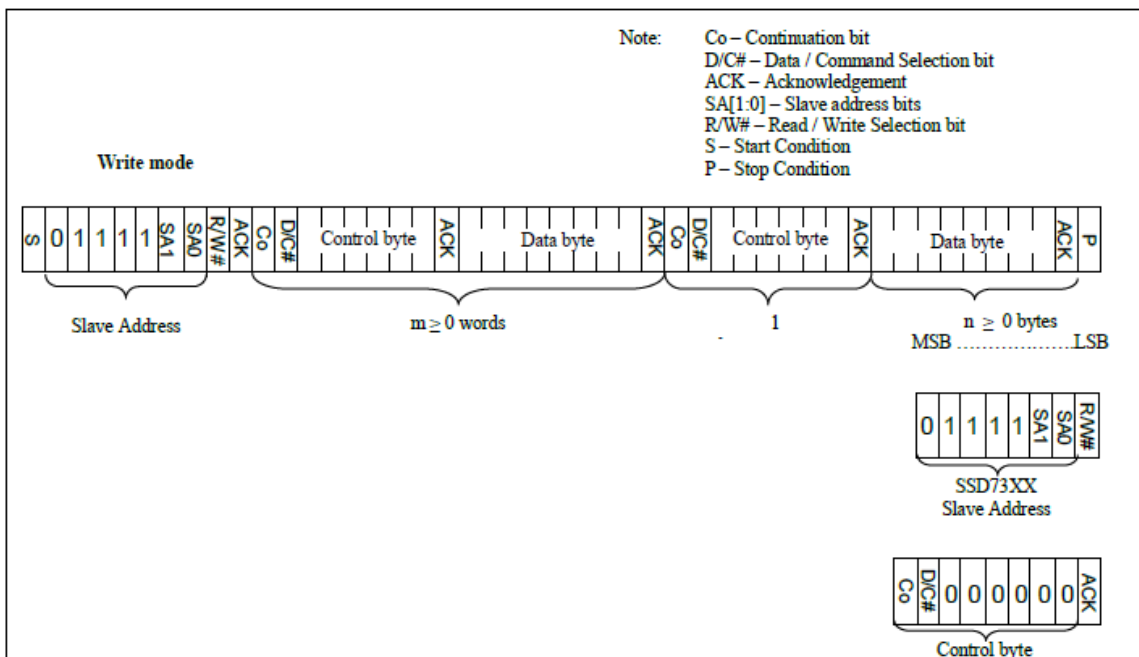 Note: Co – Continuation bit
D/C# – Data / Command Selection bit
ACK – Acknowledgement
SA[1:0] – Slave address bits
R/W# – Read / Write Selection bit
S – Start Condition
P – Stop Condition
Write mode
S 0 1 1 1 1 SA1 SA0 R/W# ACK Co D/C# Control byte ACK Data byte ACK Co D/C# Control byte ACK Data byte ACK P
Slave Address m ≥ 0 words 1 n ≥ 0 bytes
MSB ..................... LSB
0 1 1 1 1 SA1 SA0 R/W#
SSD73XX
Slave Address
Co D/C# 0 0 0 0 0 0 ACK
Control byte